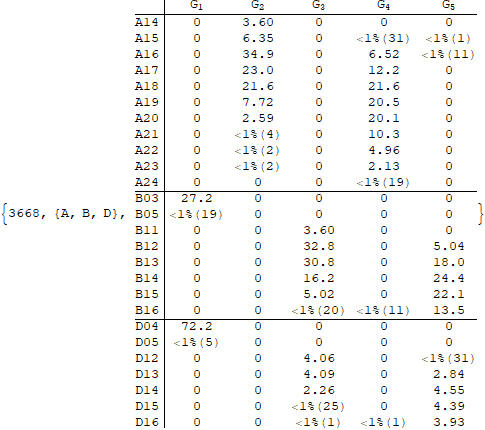 G1 G2 G3 G4 G5
A14 0 3.60 0 0 0
A15 0 6.35 0 <1%(31) <1%(1)
A16 0 34.9 0 6.52 <1%(11)
A17 0 23.0 0 12.2 0
A18 0 21.6 0 21.6 0
A19 0 7.72 0 20.5 0
A20 0 2.59 0 20.1 0
A21 0 <1%(4) 0 10.3 0
A22 0 <1%(2) 0 4.96 0
A23 0 <1%(2) 0 2.13 0
A24 0 0 0 <1%(19) 0
B03 27.2 0 0 0 0
{3668, {A, B, D}, B05 <1%(19) 0 0 0 0 }
B11 0 0 3.60 0 0
B12 0 0 32.8 0 5.04
B13 0 0 30.8 0 18.0
B14 0 0 16.2 0 24.4
B15 0 0 5.02 0 22.1
B16 0 0 <1%(20) <1%(11) 13.5
D04 72.2 0 0 0 0
D05 <1%(5) 0 0 0 0
D12 0 0 4.06 0 <1%(31)
D13 0 0 4.09 0 2.84
D14 0 0 2.26 0 4.55
D15 0 0 <1%(25) 0 4.39
D16 0 0 <1%(1) <1%(1) 3.93